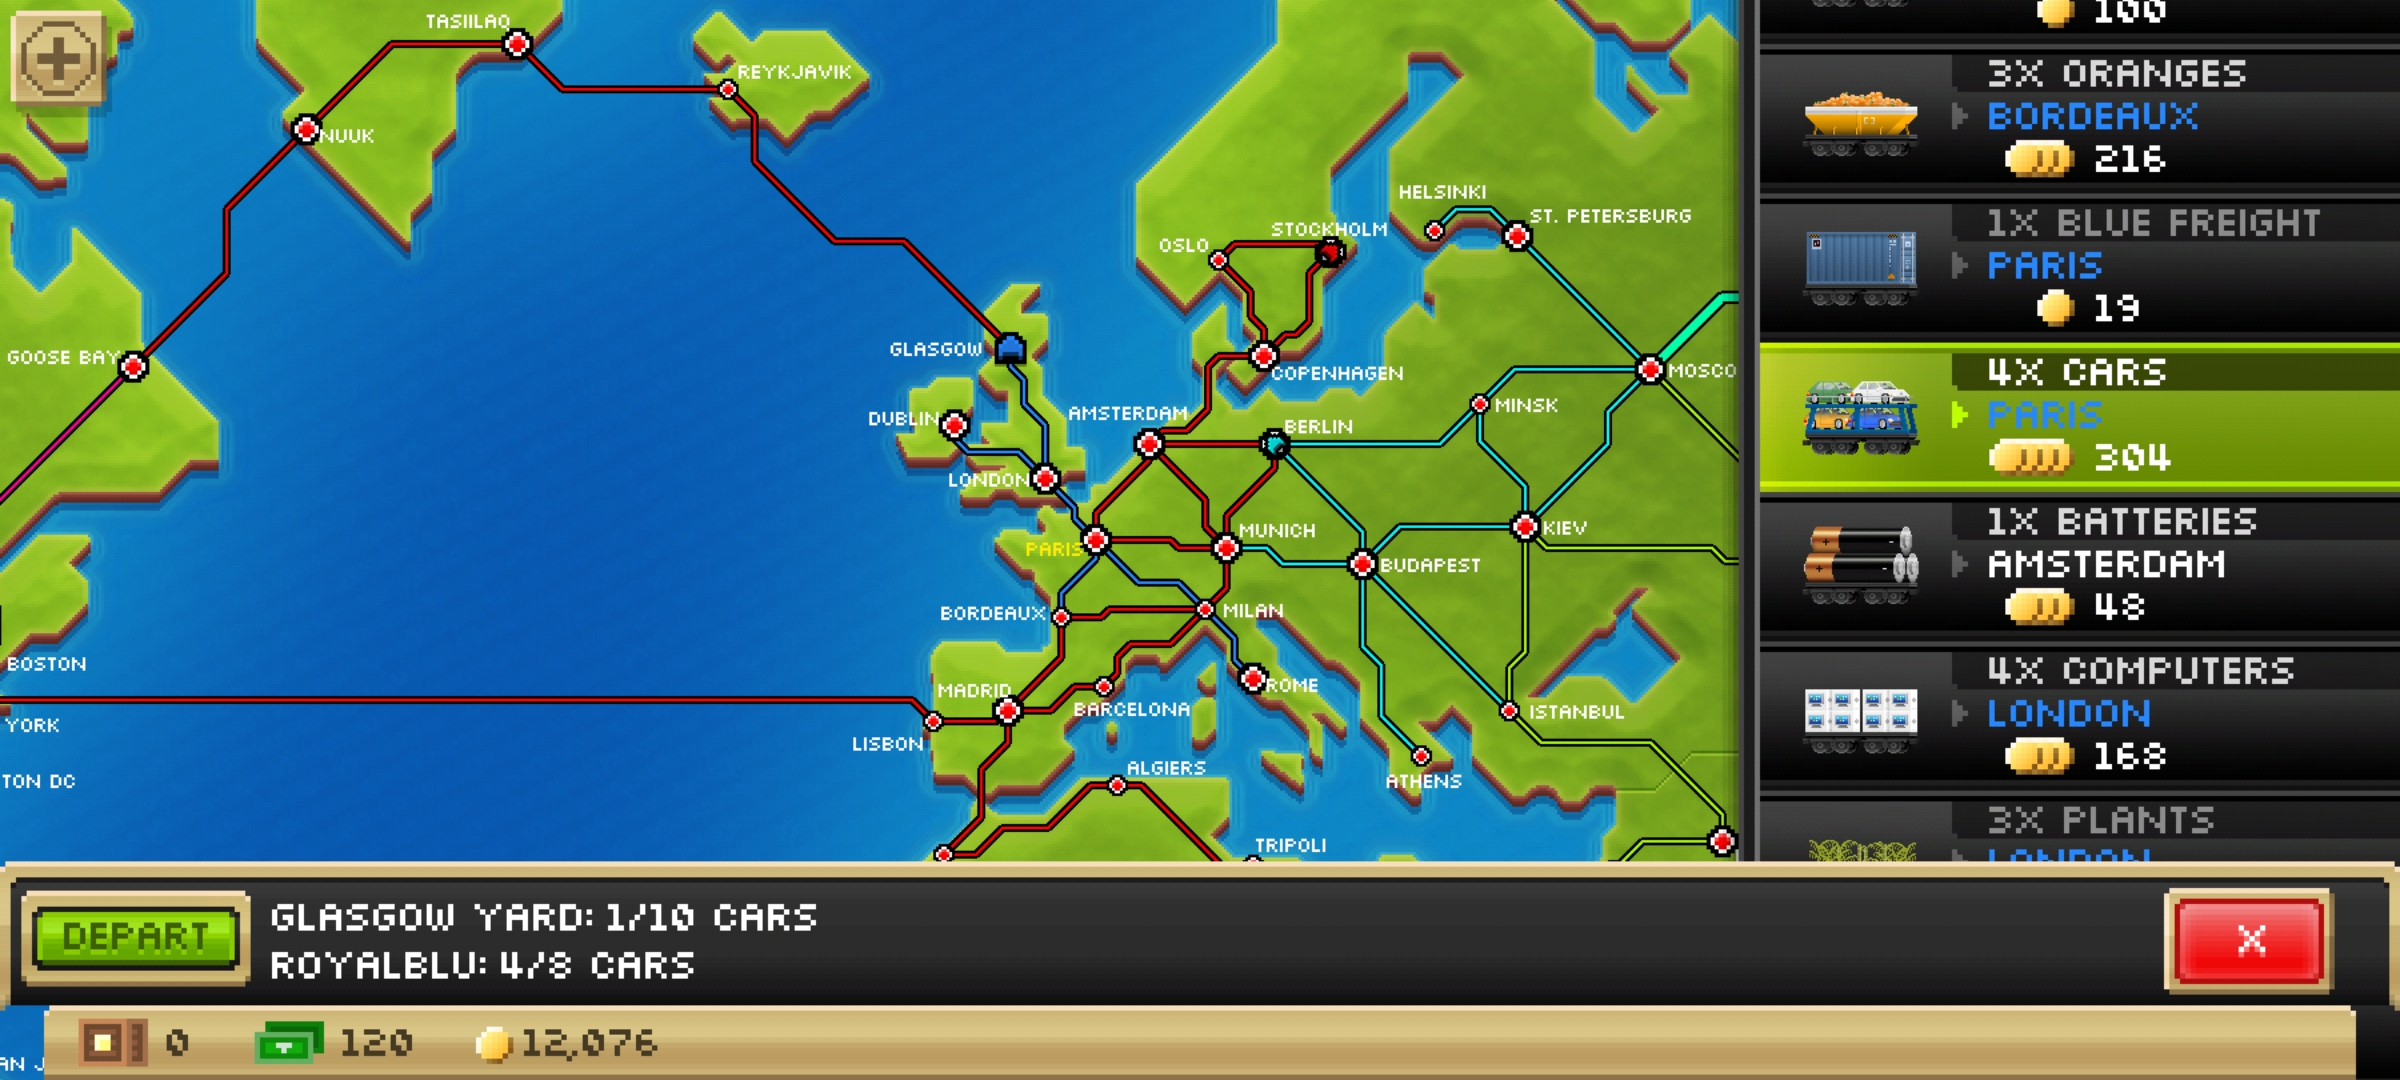 TASIILAQ
REYKJAVIK
NUUK
HELSINKI
ST. PETERSBURG
STOCKHOLM
OSLO
GLASGOW
GOOSE BAY
MOSCO
COPENHAGEN
DUBLIN
AMSTERDAM
MINSK
BERLIN
LONDON
MUNICH
KIEV
PARIS
BUDAPEST
BORDEAUX
MILAN
BOSTON
MADRID
ROME
BARCELONA
ISTANBUL
YORK
LISBON
ALGIERS
ATHENS
TON DC
TRIPOLI
AN J
100
3X ORANGES
BORDEAUX
216
1X BLUE FREIGHT
PARIS
19
4X CARS
PARIS
304
1X BATTERIES
AMSTERDAM
48
4X COMPUTERS
LONDON
168
3X PLANTS
LONDON
DEPART
GLASGOW YARD: 1/10 CARS
ROYALBLU: 4/8 CARS
X
0
120
12,076